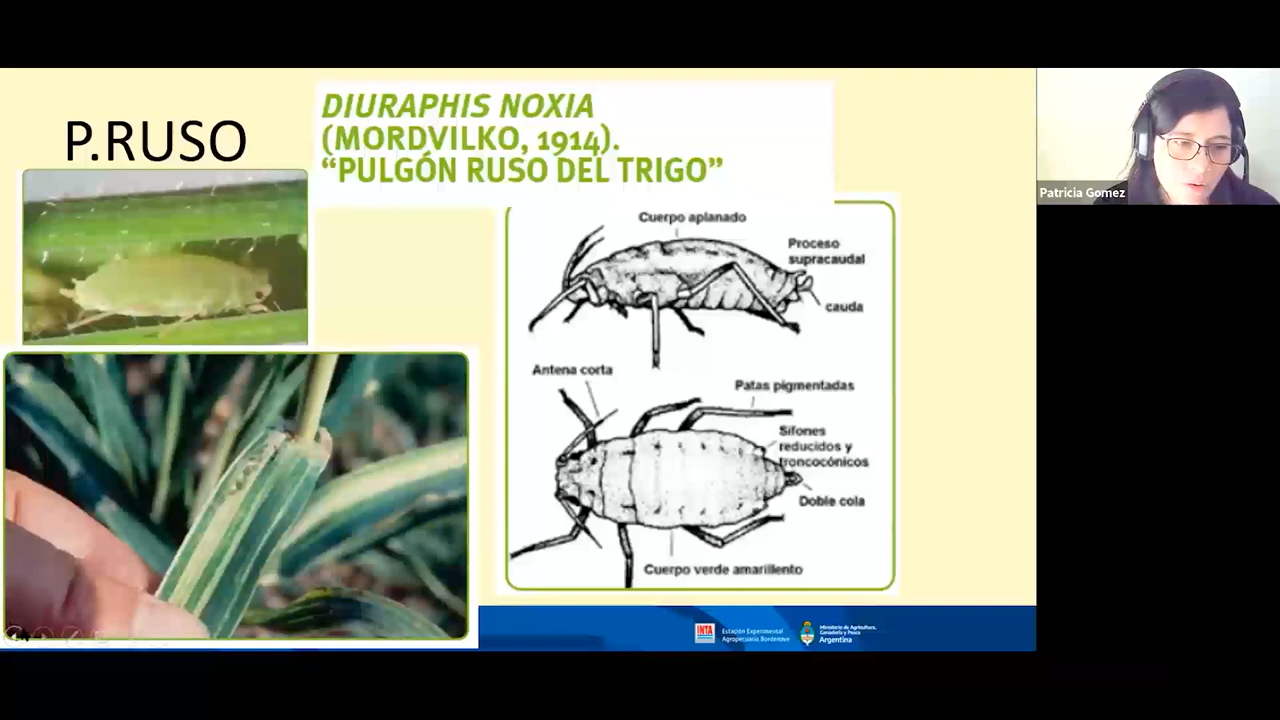 P.RUSO
DIURAPHIS NOXIA
(MORDVILKO, 1914).
“PULGÓN RUSO DEL TRIGO”
Cuerpo aplanado
Proceso
supracaudal
cauda
Antena corta
Patas pigmentadas
Sifones
reducidos y
troncocónicos
Doble cola
Cuerpo verde amarillento
INTA
Estación Experimental
Agropecuaria Bordenave
Ministerio de Agricultura,
Ganadería y Pesca
Argentina
Patricia Gomez